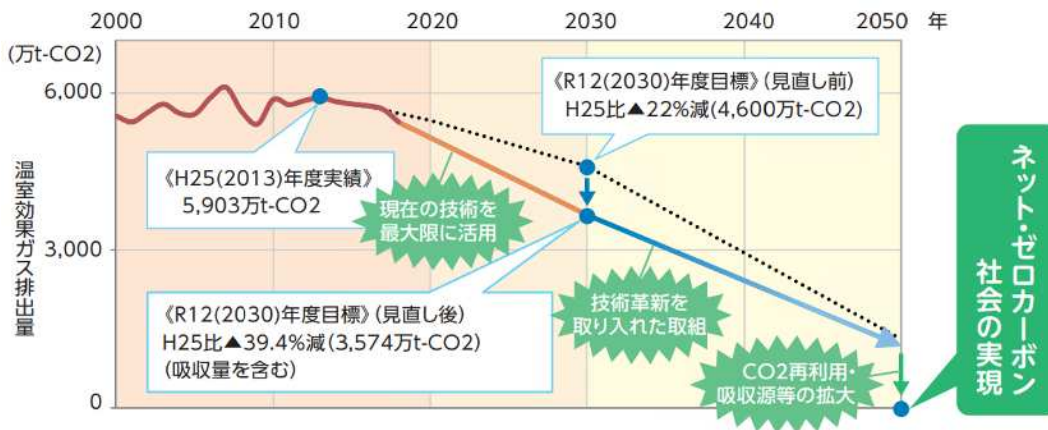 2000 2010 2020 2030 2040 2050 年
(万t-CO2)
6,000
3,000
0
温室効果ガス排出量
《R12(2030)年度目標》(見直し前)
H25比▲22%減(4,600万t-CO2)
《H25(2013)年度実績》
5,903万t-CO2
現在の技術を
最大限に活用
《R12(2030)年度目標》(見直し後)
H25比▲39.4%減(3,574万t-CO2)
(吸収量を含む)
技術革新を
取り入れた取組
CO2再利用・
吸収源等の拡大
ネット・ゼロカーボン
社会の実現